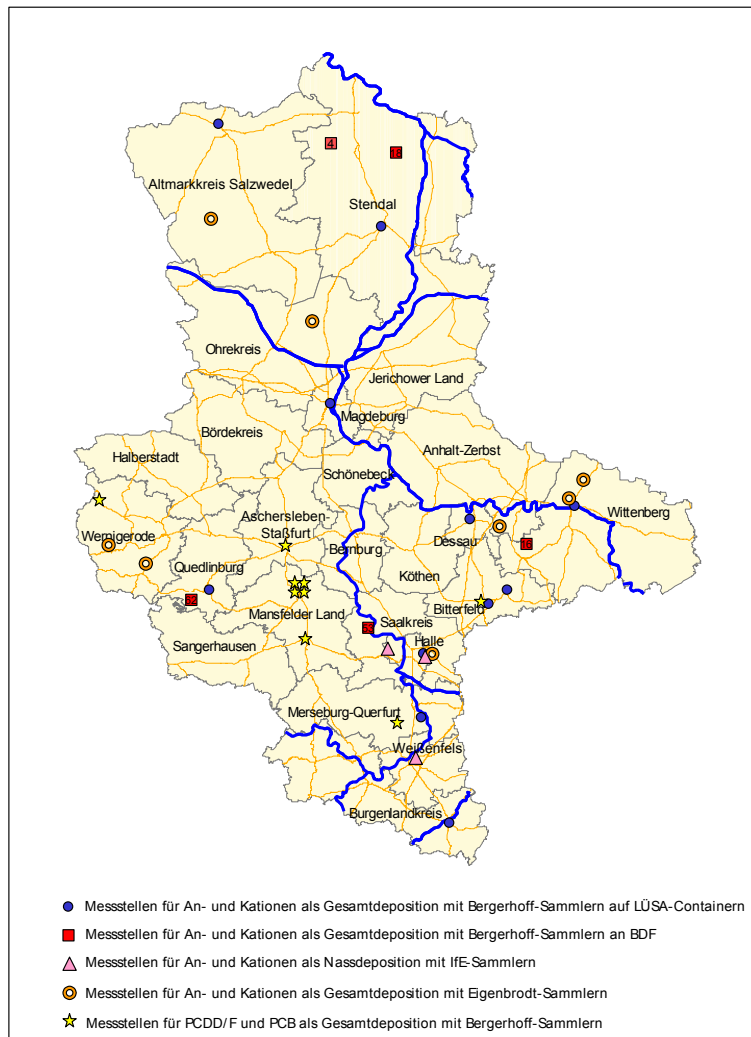 4
18
Altmarkkreis Salzwedel
Stendal
Ohrekreis
Jerichower Land
Magdeburg
Bördekreis
Anhalt-Zerbst
Halberstadt
Schönebeck
Wittenberg
Aschersleben-
Staßfurt
Wernigerode
Dessau
Bernburg
Quedlinburg
Köthen
Bitterfeld
Mansfelder Land
Saalkreis
Sangerhausen
Halle
Merseburg-Querfurt
Weißenfels
Burgenlandkreis
Messstellen für An- und Kationen als Gesamtdeposition mit Bergerhoff-Sammlern auf LÜSA-Containern
Messstellen für An- und Kationen als Gesamtdeposition mit Bergerhoff-Sammlern an BDF
Messstellen für An- und Kationen als Nassdeposition mit IfE-Sammlern
Messstellen für An- und Kationen als Gesamtdeposition mit Eigenbrodt-Sammlern
Messstellen für PCDD/F und PCB als Gesamtdeposition mit Bergerhoff-Sammlern